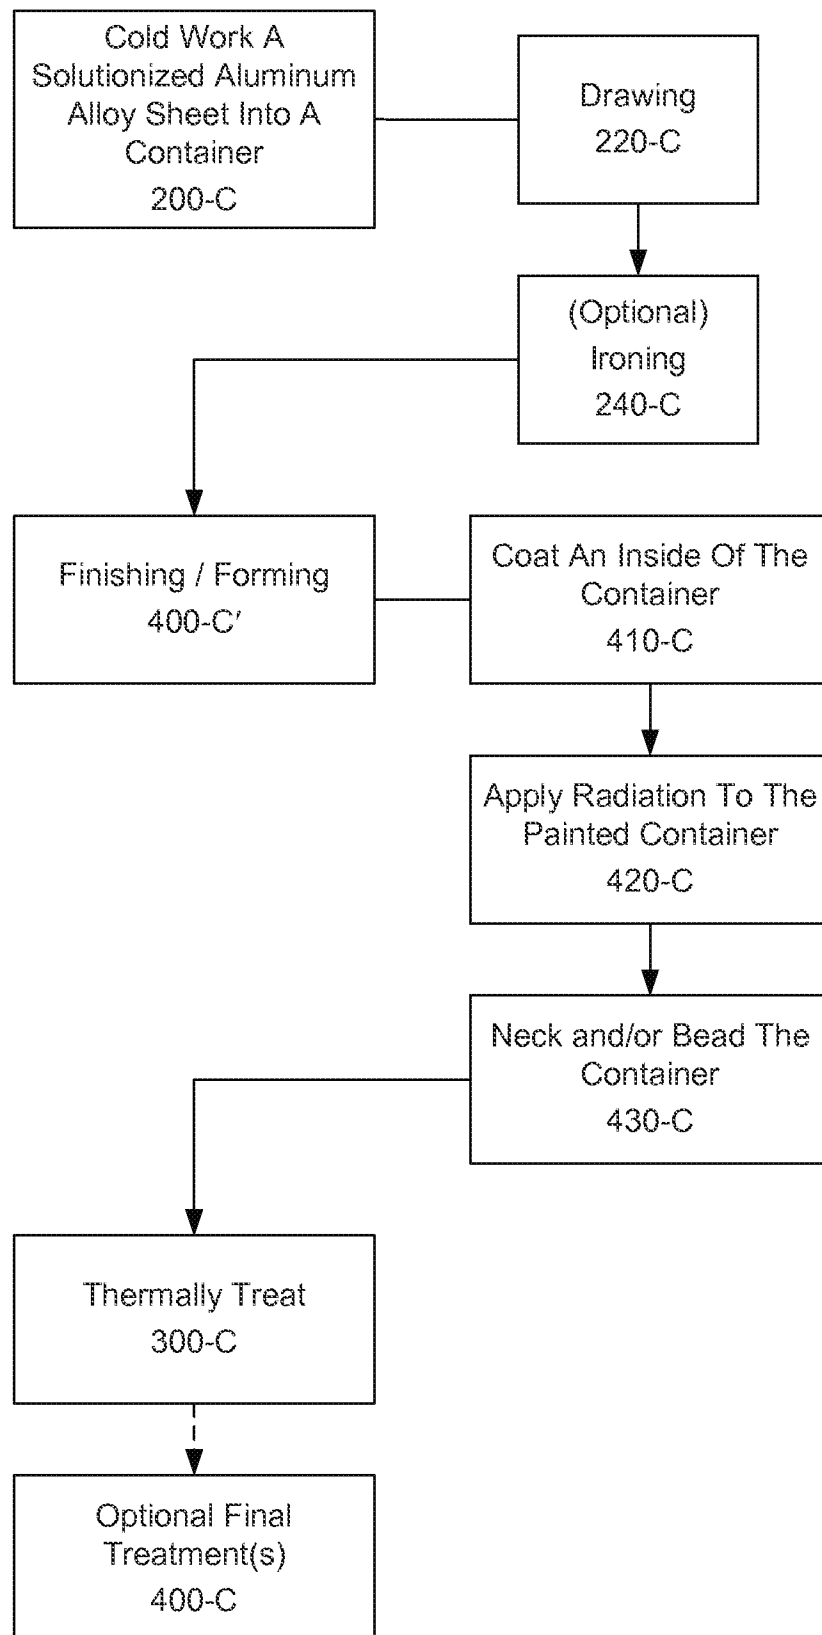 Cold Work A
Solutionized Aluminum
Alloy Sheet Into A
Container
200-C
Drawing
220-C
(Optional)
Ironing
240-C
Finishing / Forming
400-C′
Coat An Inside Of The
Container
410-C
Apply Radiation To The
Painted Container
420-C
Neck and/or Bead The
Container
430-C
Thermally Treat
300-C
Optional Final
Treatment(s)
400-C